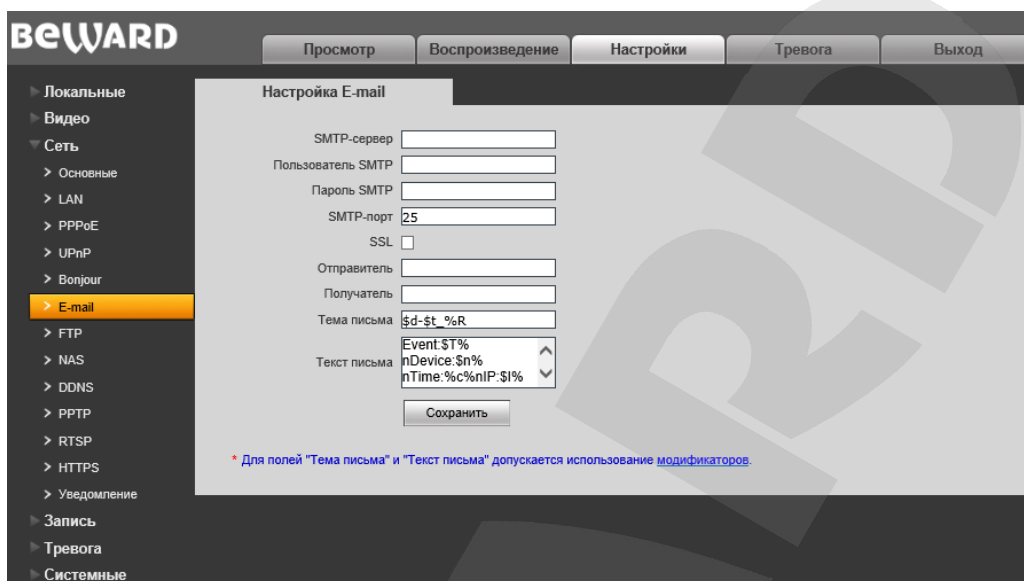 BEWARD
Просмотр
Воспроизведение
Настройки
Тревога
Выход
Локальные
Видео
Сеть
Основные
LAN
PPPoE
UPnP
Bonjour
E-mail
FTP
NAS
DDNS
PPTP
RTSP
HTTPS
Уведомление
Запись
Тревога
Системные
Настройка E-mail
SMTP-сервер
Пользователь SMTP
Пароль SMTP
SMTP-порт 25
SSL
Отправитель
Получатель
Тема письма $d-$t_%R
Текст письма
Event:$T%
nDevice:$n%
nTime:%c%nIP:$I%
Сохранить
* Для полей "Тема письма" и "Текст письма" допускается использование модификаторов.